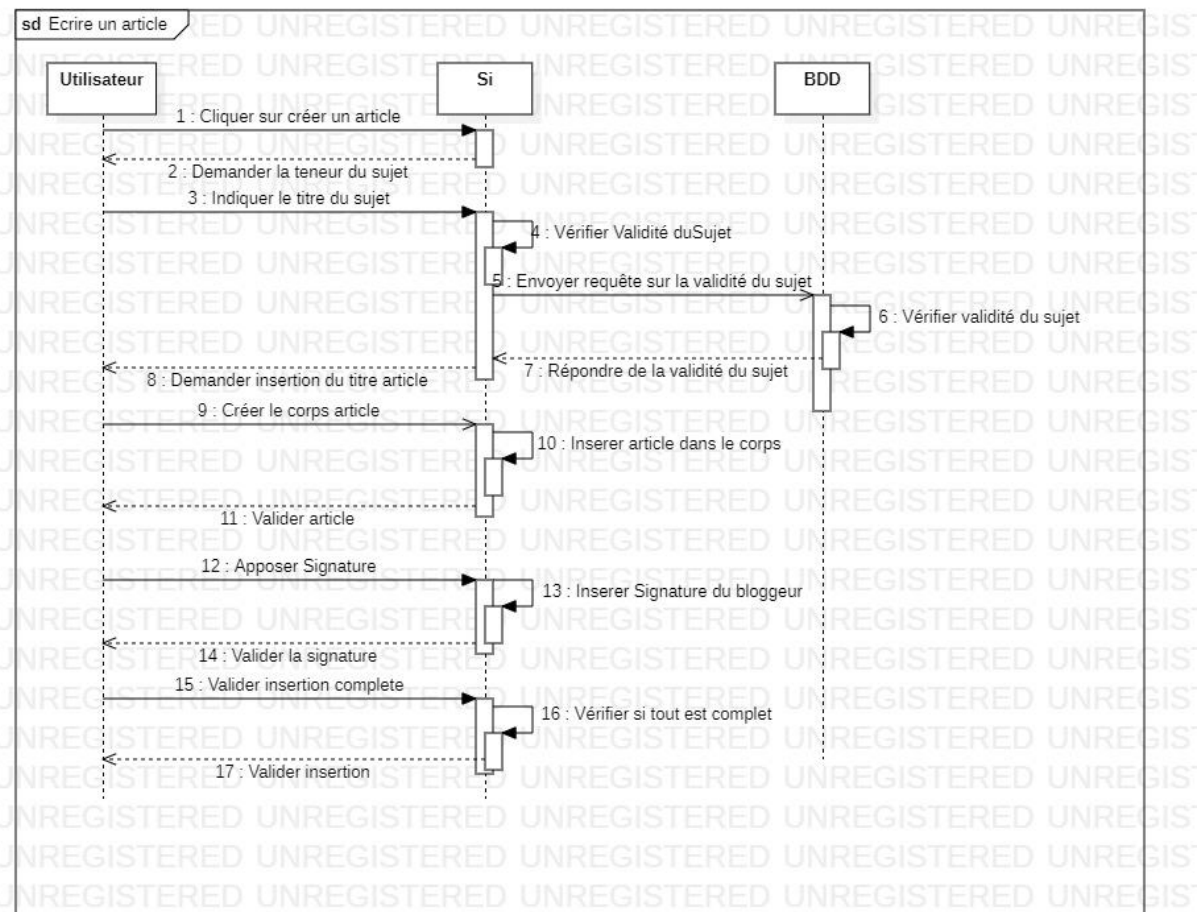 sd Ecrire un article
Utilisateur
Si
BDD
1 : Cliquer sur créer un article
2 : Demander la teneur du sujet
3 : Indiquer le titre du sujet
4 : Vérifier Validité duSujet
5 : Envoyer requête sur la validité du sujet
6 : Vérifier validité du sujet
7 : Répondre de la validité du sujet
8 : Demander insertion du titre article
9 : Créer le corps article
10 : Inserer article dans le corps
11 : Valider article
12 : Apposer Signature
13 : Inserer Signature du bloggeur
14 : Valider la signature
15 : Valider insertion complete
16 : Vérifier si tout est complet
17 : Valider insertion
UNREGISTERED